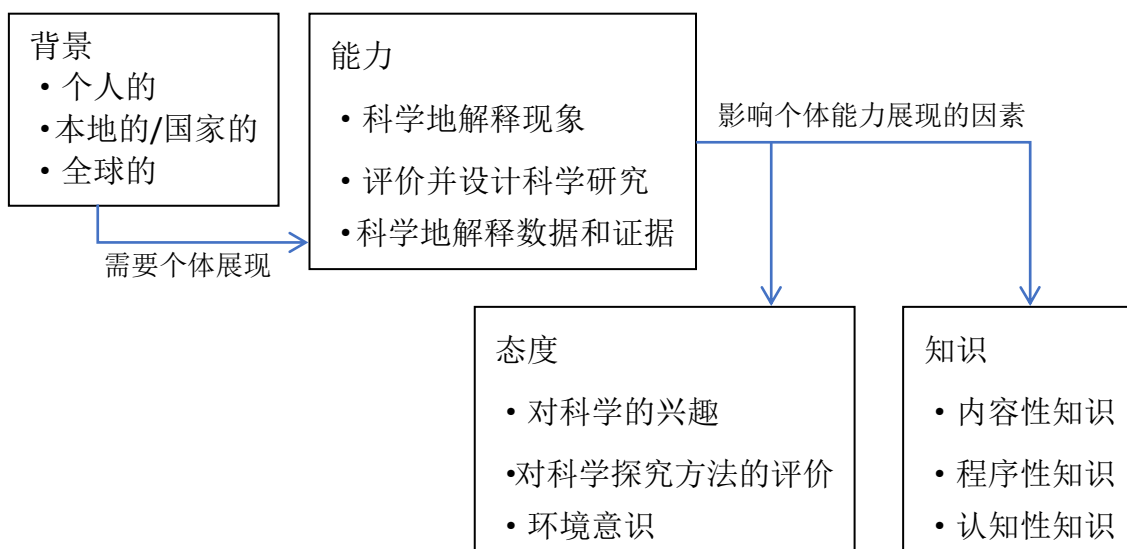 背景
• 个人的
•本地的/国家的
• 全球的
需要个体展现
能力
• 科学地解释现象
• 评价并设计科学研究
•科学地解释数据和证据
影响个体能力展现的因素
态度
• 对科学的兴趣
•对科学探究方法的评价
• 环境意识
知识
• 内容性知识
• 程序性知识
• 认知性知识